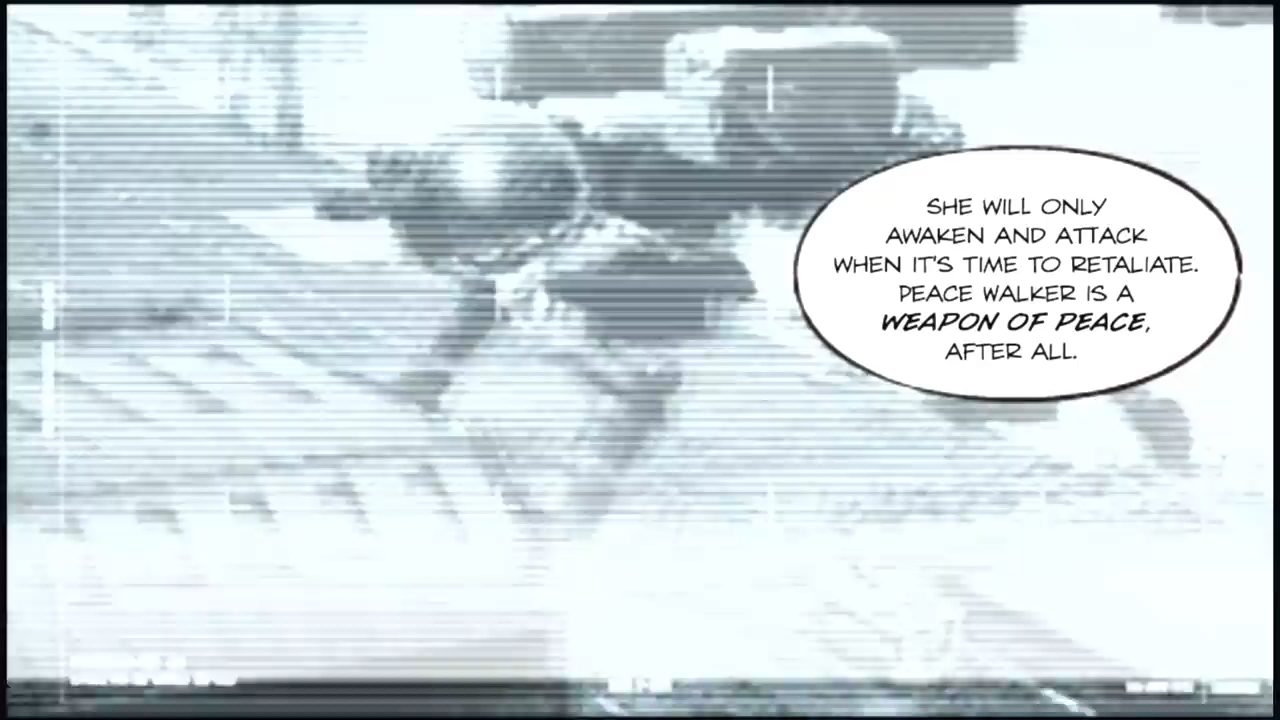 SHE WILL ONLY
AWAKEN AND ATTACK
WHEN IT'S TIME TO RETALIATE.
PEACE WALKER IS A
WEAPON OF PEACE,
AFTER ALL.